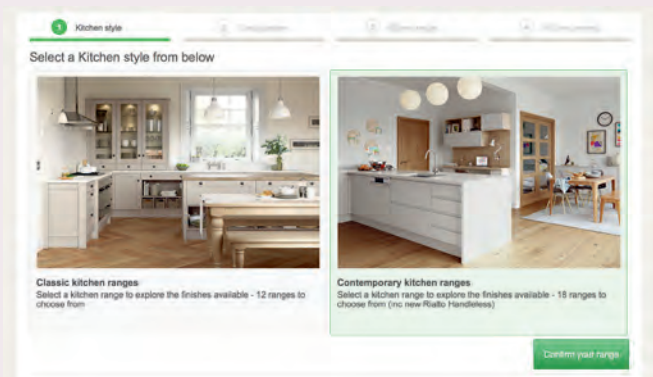 1 Kitchen style
Select a Kitchen style from below
Classic kitchen ranges
Select a kitchen range to explore the finishes available - 12 ranges to
choose from
Contemporary kitchen ranges
Select a kitchen range to explore the finishes available - 18 ranges to
choose from (inc new Rialto Handleless)
Confirm your range